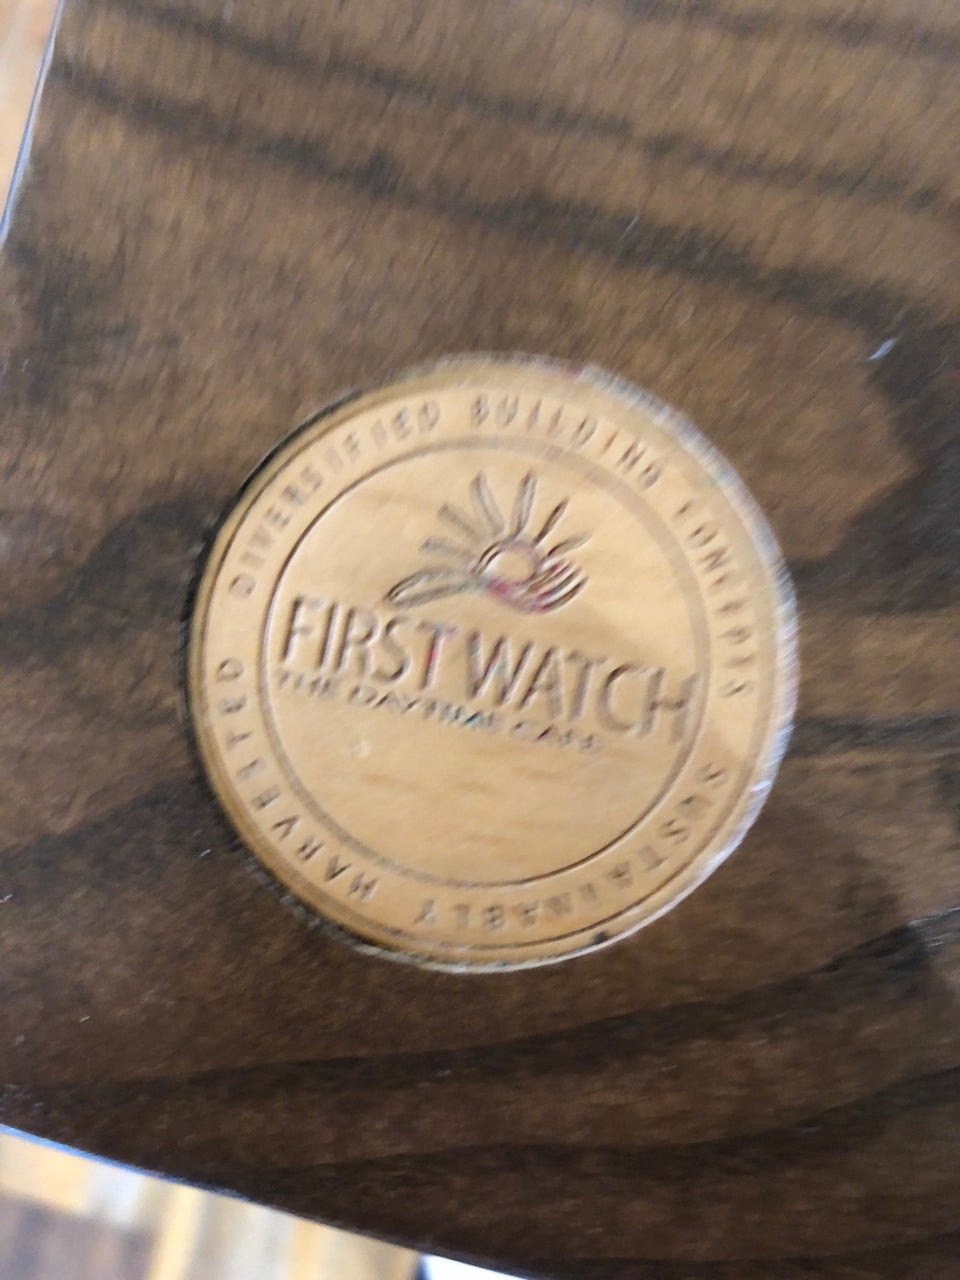 DIVERSIFIED BUILDING CONCEPTS
FIRST WATCH
THE DAYTIME CAFE
SUSTAINABLY HARVESTED